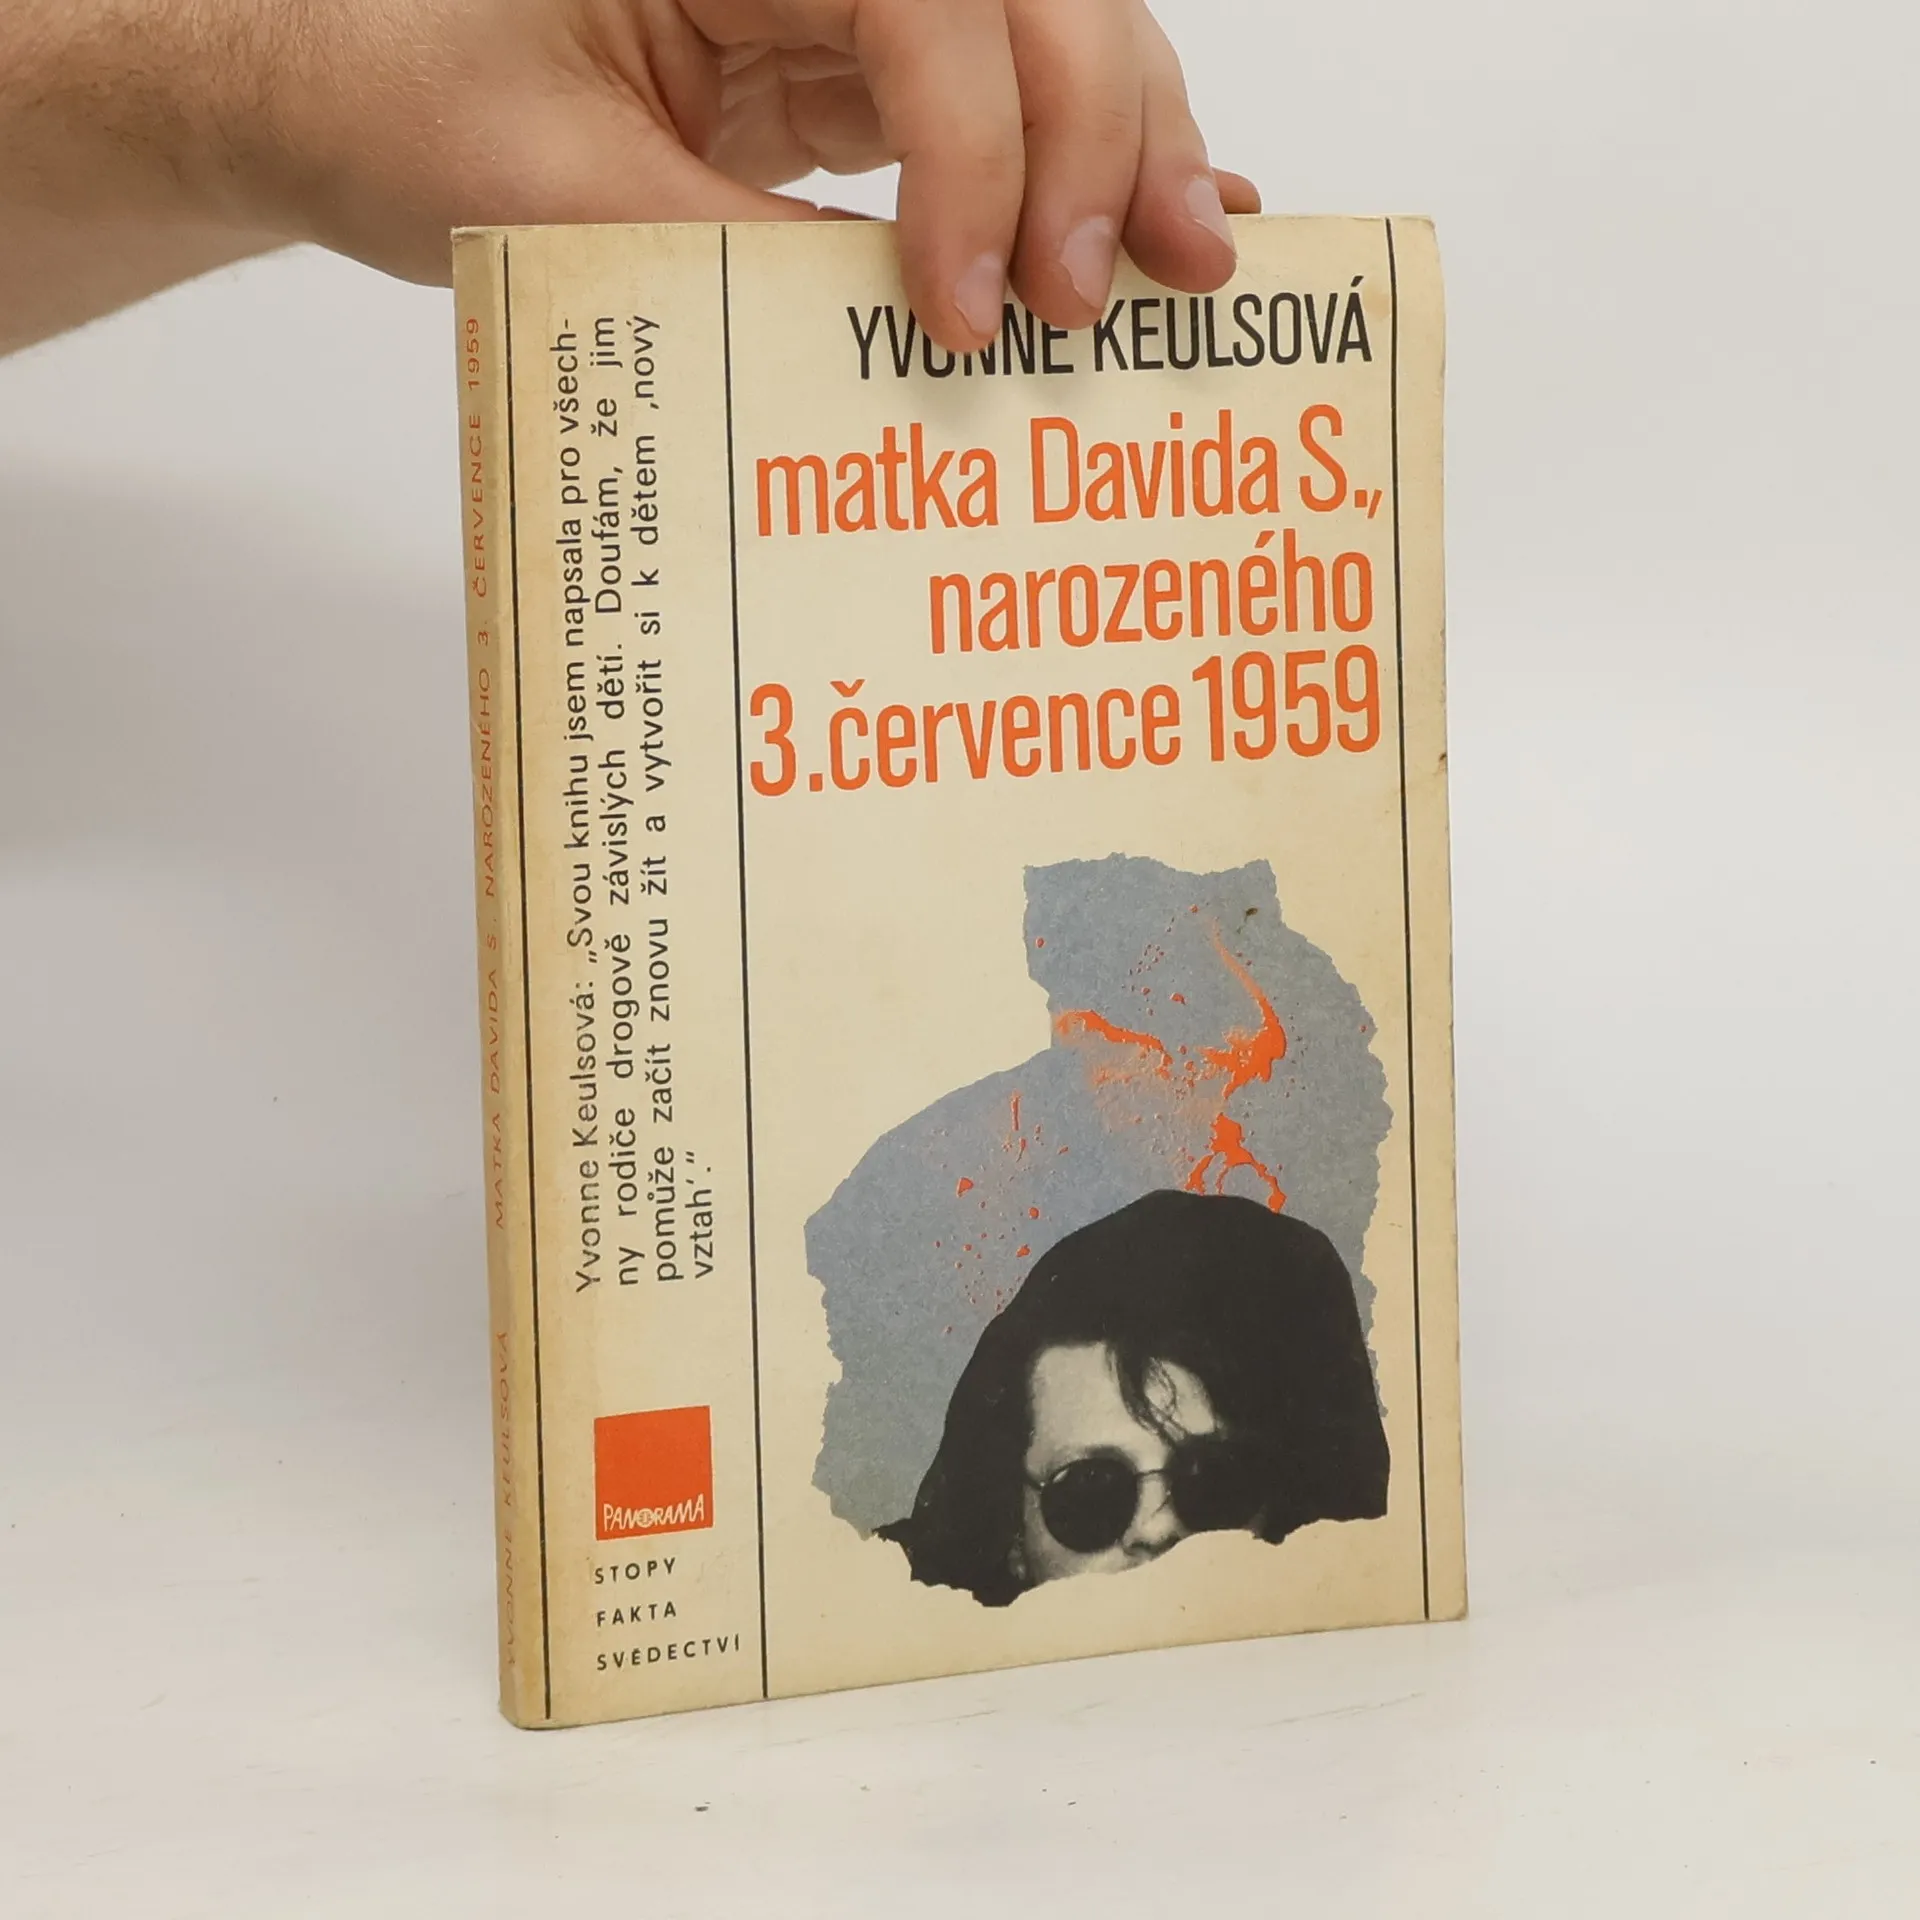 YVONNE KEULSOVÁ
matka Davida S.,
narozeného
3. července 1959
Yvonne Keulsová: „Svou knihu jsem napsala pro všech-
ny rodiče drogově závislých dětí. Doufám, že jim
pomůže začít znovu žít a vytvořit si k dětem ‚nový
vztah‘.“
PANORAMA
STOPY
FAKTA
SVĚDECTVÍ
YVONNE KEULSOVÁ MATKA DAVIDA S. NAROZENÉHO 3. ČERVENCE 1959